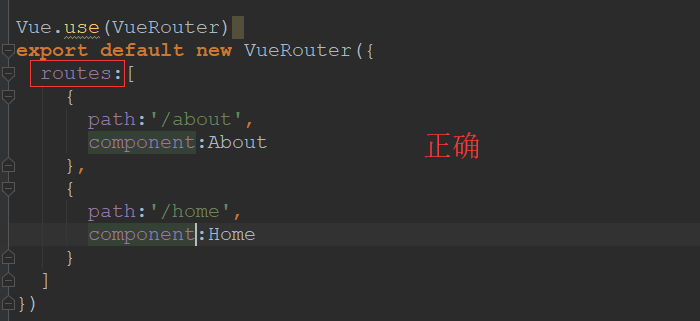 Vue.use(VueRouter)
export default new VueRouter({
routes:[
{
path:'/about',
component:About
正确
},
{
path:'/home',
component:Home
}
]
})